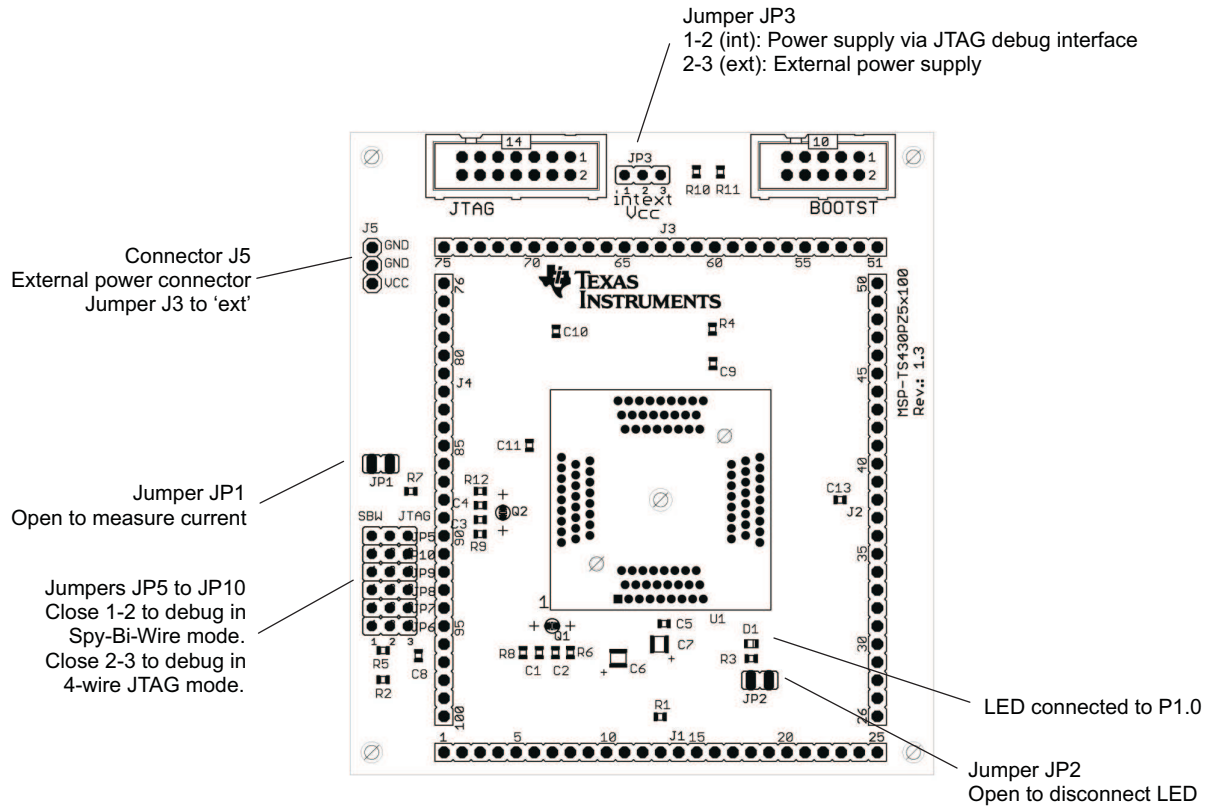 Jumper JP3
1-2 (int): Power supply via JTAG debug interface
2-3 (ext): External power supply
14
JTAG
1
2
JP3
1 2 3
int ext
Vcc
R10 R11
10
1
2
BOOTST
J5
GND
GND
VCC
Connector J5
External power connector
Jumper J3 to ‘ext’
J3
75 70 65 60 55 51
TEXAS
INSTRUMENTS
76
80
J4
85
90
95
100
50
45
40
35
30
26
J2
MSP-TS430PZ5x100
Rev.: 1.3
C10
R4
C9
C11
C13
JP1
R7
Jumper JP1
Open to measure current
R12
C4
C3
R9
Q2
SBW JTAG
JP5
JP10
JP9
JP8
JP7
JP6
1 2 3
Jumpers JP5 to JP10
Close 1-2 to debug in
Spy-Bi-Wire mode.
Close 2-3 to debug in
4-wire JTAG mode.
R5
R2
C8
1
Q1
R8 C1 C2 R6
C6
C5
C7
U1
D1
R3
JP2
R1
LED connected to P1.0
J1
1 5 10 15 20 25
Jumper JP2
Open to disconnect LED